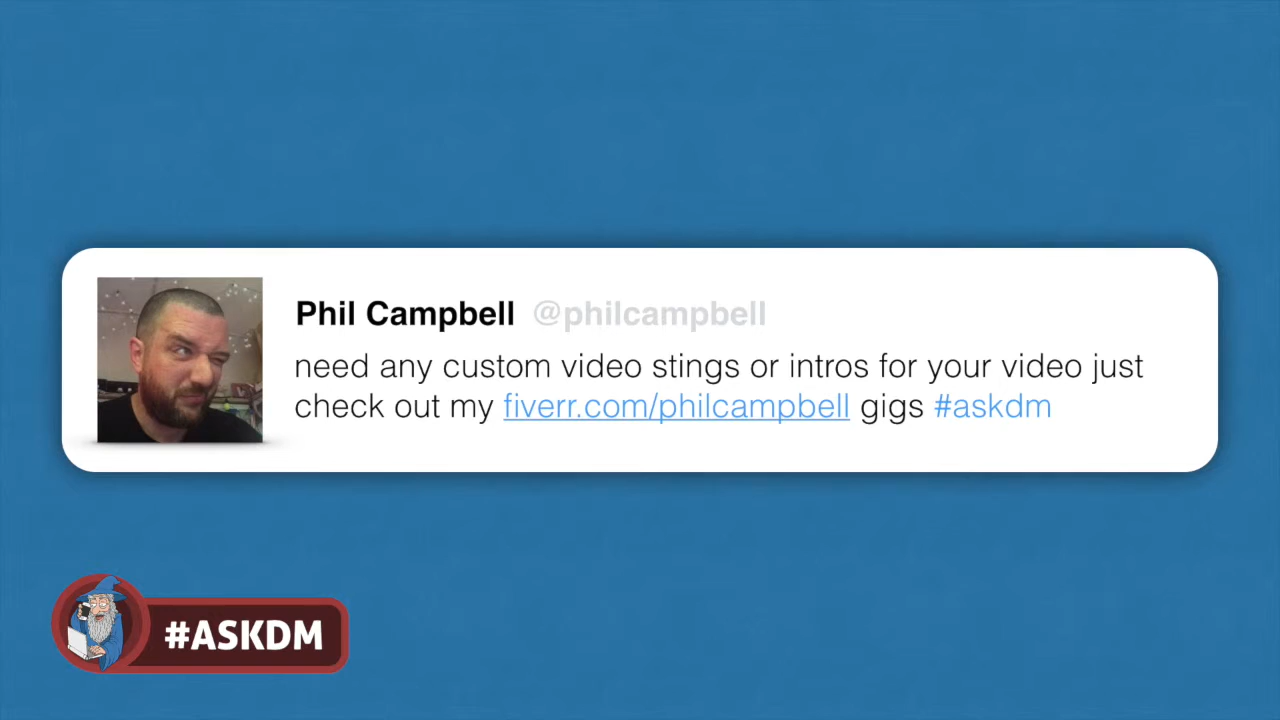 Phil Campbell @philcampbell
need any custom video stings or intros for your video just
check out my fiverr.com/philcampbell gigs #askdm
#ASKDM